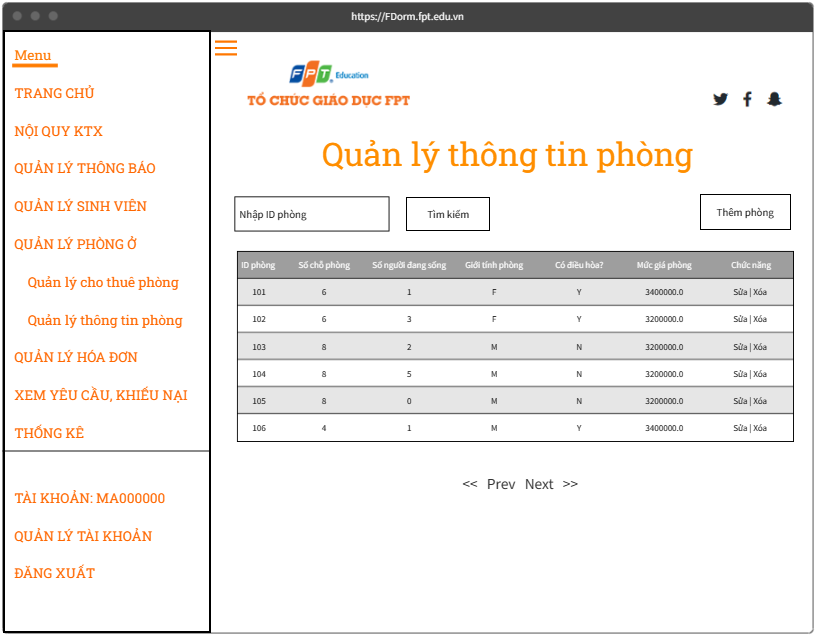 https://FDorm.fpt.edu.vn
Menu
TRANG CHỦ
NỘI QUY KTX
QUẢN LÝ THÔNG BÁO
QUẢN LÝ SINH VIÊN
QUẢN LÝ PHÒNG Ở
Quản lý cho thuê phòng
Quản lý thông tin phòng
QUẢN LÝ HÓA ĐƠN
XEM YÊU CẦU, KHIẾU NẠI
THỐNG KÊ
TÀI KHOẢN: MA000000
QUẢN LÝ TÀI KHOẢN
ĐĂNG XUẤT
FPT Education
TỔ CHỨC GIÁO DỤC FPT
Quản lý thông tin phòng
Nhập ID phòng Tìm kiếm Thêm phòng
ID phòng Số chỗ phòng Số người đang sống Giới tính phòng Có điều hòa? Mức giá phòng Chức năng
101 6 1 F Y 3400000.0 Sửa | Xóa
102 6 3 F Y 3200000.0 Sửa | Xóa
103 8 2 M N 3200000.0 Sửa | Xóa
104 8 5 M N 3200000.0 Sửa | Xóa
105 8 0 M N 3200000.0 Sửa | Xóa
106 4 1 M Y 3400000.0 Sửa | Xóa
<< Prev Next >>